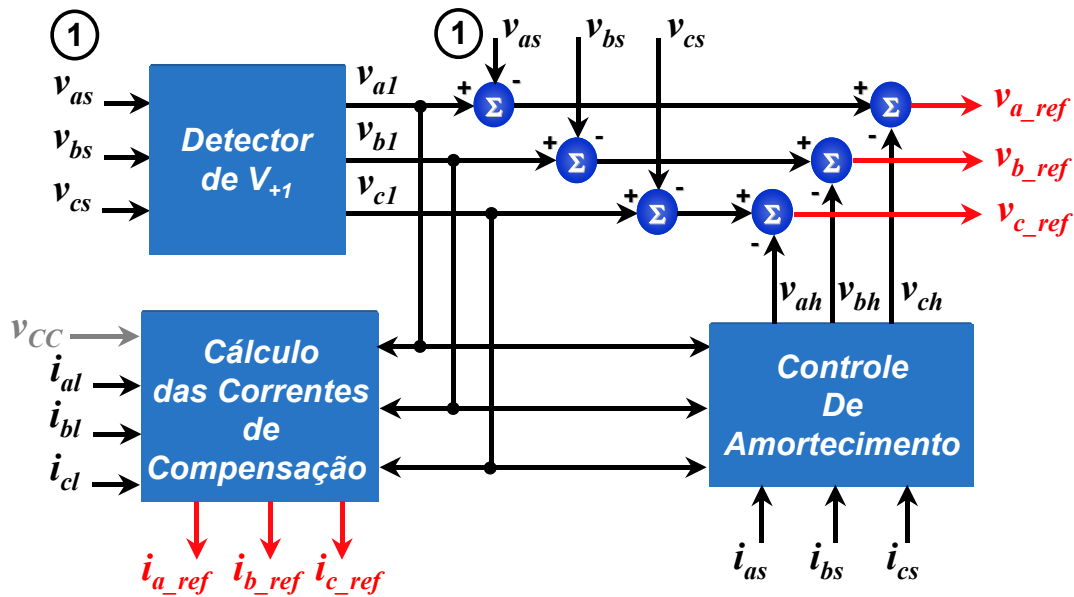 1
1
v_as
v_bs
v_cs
v_as
v_bs
v_cs
Detector
de V_+1
v_a1
v_b1
v_c1
+
-
Σ
+
-
Σ
v_a_ref
+
-
Σ
+
-
Σ
v_b_ref
+
-
Σ
+
-
Σ
v_c_ref
v_ah
v_bh
v_ch
v_CC
i_al
i_bl
i_cl
Cálculo
das Correntes
de
Compensação
Controle
De
Amortecimento
i_a_ref
i_b_ref
i_c_ref
i_as
i_bs
i_cs